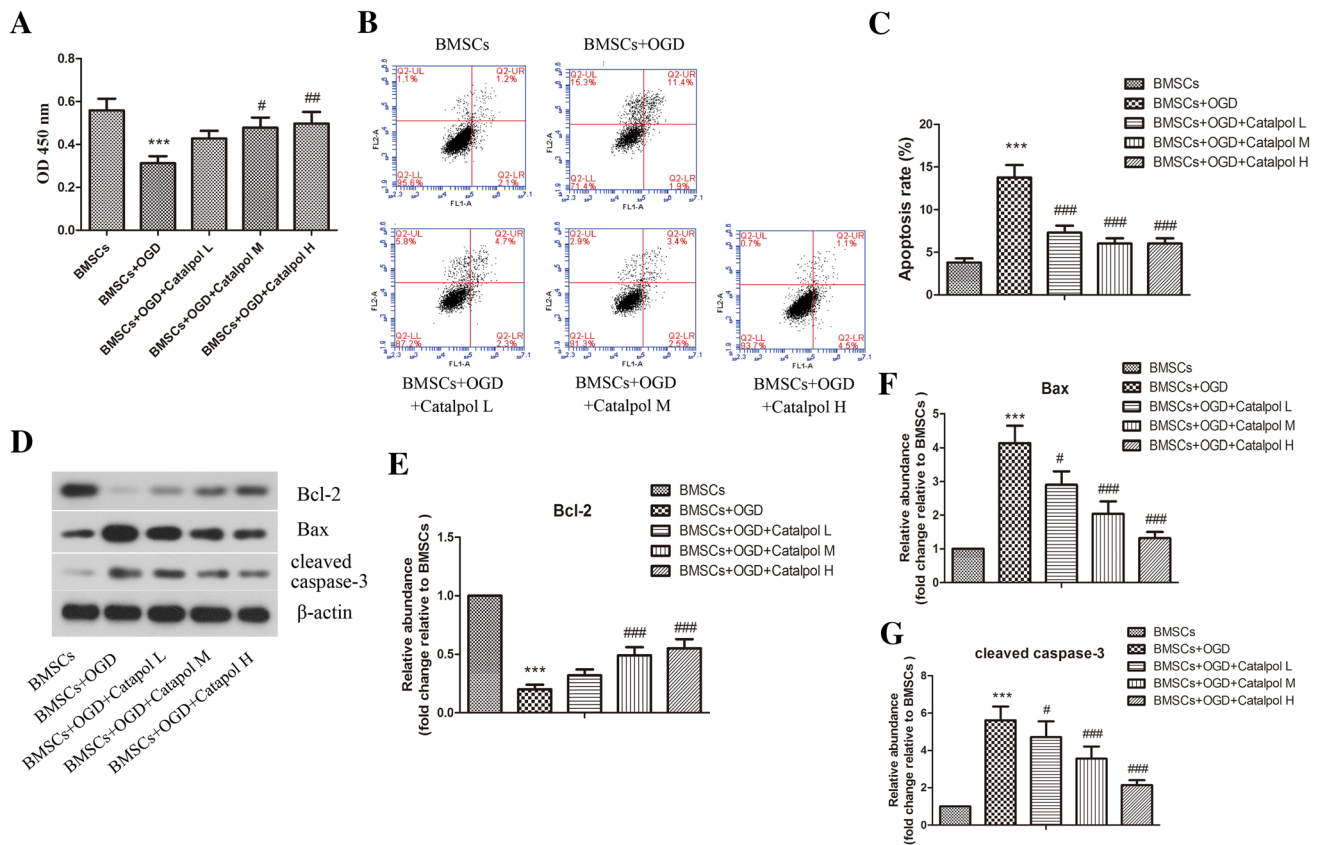 A
OD 450 nm
0.8
0.6
0.4
0.2
0.0
***
#
##
BMSCs
BMSCs+OGD
BMSCs+OGD+Catalpol L
BMSCs+OGD+Catalpol M
BMSCs+OGD+Catalpol H
B
BMSCs
Q2-UL
1.1%
Q2-UR
1.2%
Q2-LL
95.6%
Q2-LR
2.1%
FL2-A
FL1-A
BMSCs+OGD
Q2-UL
15.3%
Q2-UR
11.4%
Q2-LL
71.4%
Q2-LR
1.9%
FL2-A
FL1-A
Q2-UL
5.8%
Q2-UR
4.7%
Q2-LL
87.2%
Q2-LR
2.3%
FL2-A
FL1-A
BMSCs+OGD
+Catalpol L
Q2-UL
2.9%
Q2-UR
3.4%
Q2-LL
91.3%
Q2-LR
2.5%
FL2-A
FL1-A
BMSCs+OGD
+Catalpol M
Q2-UL
0.7%
Q2-UR
1.1%
Q2-LL
93.7%
Q2-LR
4.5%
FL2-A
FL1-A
BMSCs+OGD
+Catalpol H
C
BMSCs
BMSCs+OGD
BMSCs+OGD+Catalpol L
BMSCs+OGD+Catalpol M
BMSCs+OGD+Catalpol H
Apoptosis rate (%)
20
15
10
5
0
***
###
###
###
D
Bcl-2
Bax
cleaved
caspase-3
β-actin
BMSCs
BMSCs+OGD
BMSCs+OGD+Catapol L
BMSCs+OGD+Catapol M
BMSCs+OGD+Catapol H
E
Bcl-2
BMSCs
BMSCs+OGD
BMSCs+OGD+Catalpol L
BMSCs+OGD+Catalpol M
BMSCs+OGD+Catalpol H
Relative abundance
(fold change relative to BMSCs )
1.5
1.0
0.5
0.0
***
###
###
F
Bax
BMSCs
BMSCs+OGD
BMSCs+OGD+Catalpol L
BMSCs+OGD+Catalpol M
BMSCs+OGD+Catalpol H
Relative abundance
(fold change relative to BMSCs )
5
4
3
2
1
0
***
#
###
###
G
cleaved caspase-3
BMSCs
BMSCs+OGD
BMSCs+OGD+Catalpol L
BMSCs+OGD+Catalpol M
BMSCs+OGD+Catalpol H
Relative abundance
(fold change relative to BMSCs )
8
6
4
2
0
***
#
###
###